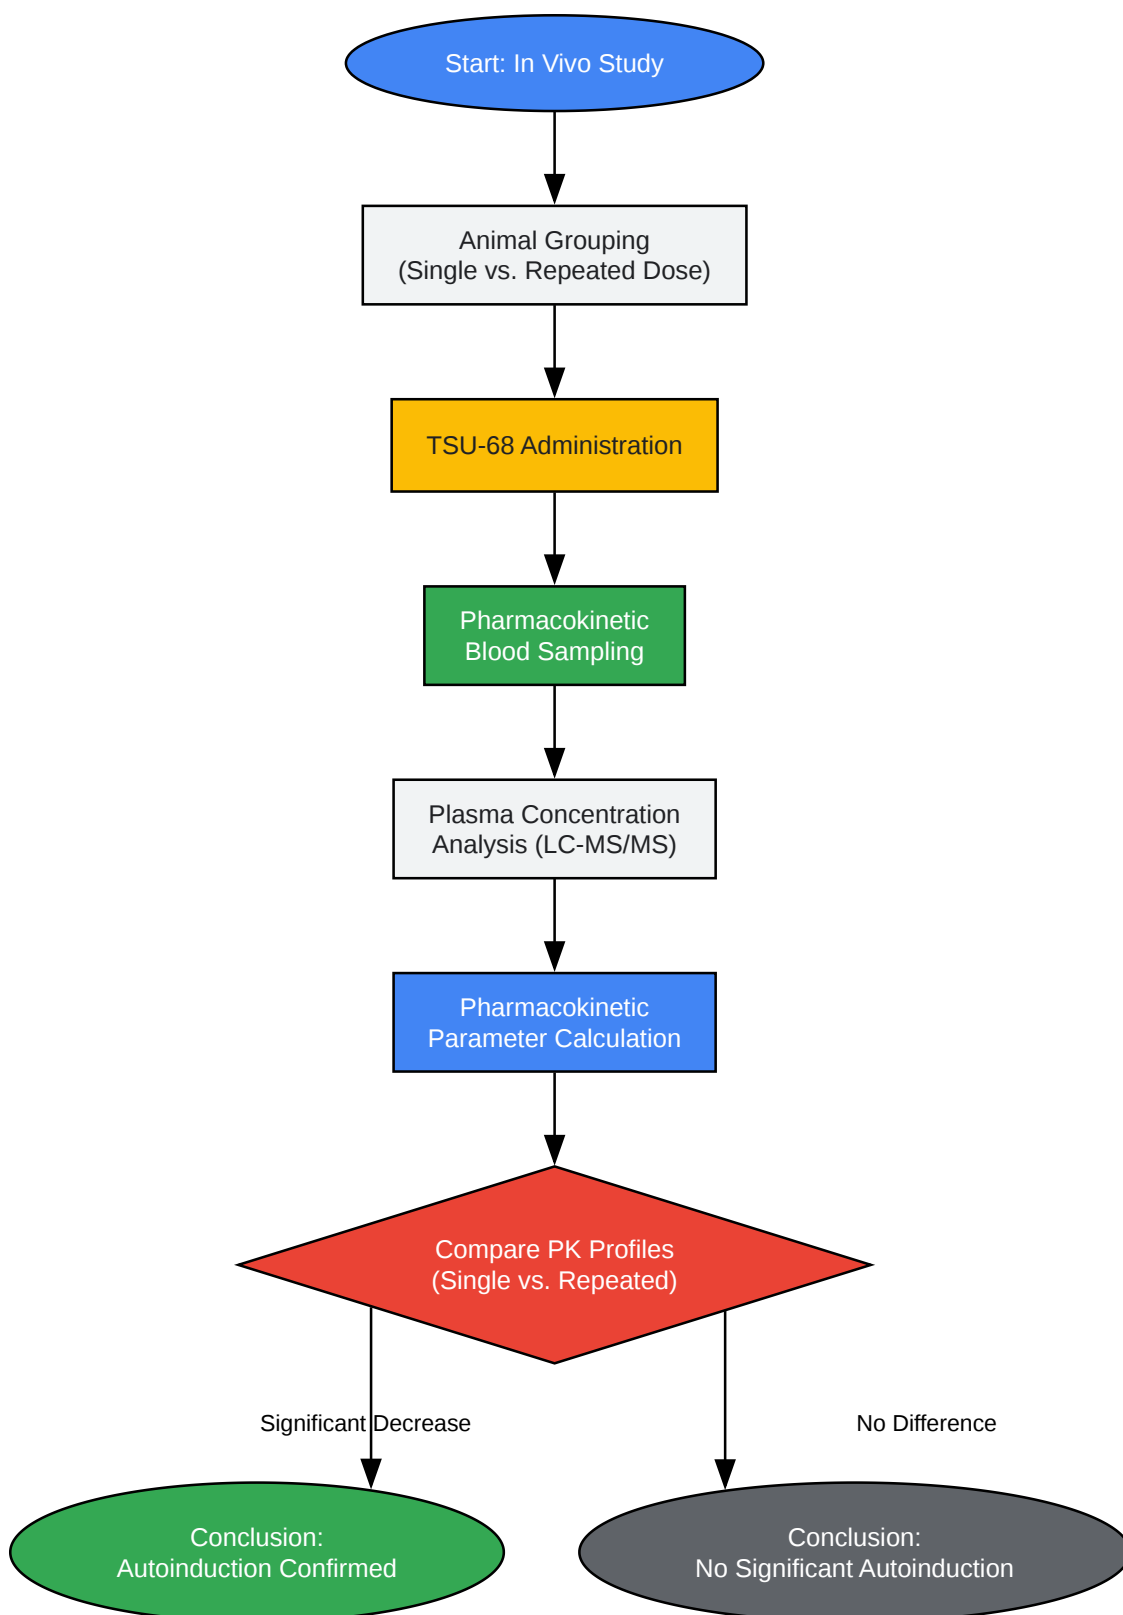 Start: In Vivo Study
Animal Grouping
(Single vs. Repeated Dose)
TSU-68 Administration
Pharmacokinetic
Blood Sampling
Plasma Concentration
Analysis (LC-MS/MS)
Pharmacokinetic
Parameter Calculation
Compare PK Profiles
(Single vs. Repeated)
Significant Decrease
No Difference
Conclusion:
Autoinduction Confirmed
Conclusion:
No Significant Autoinduction